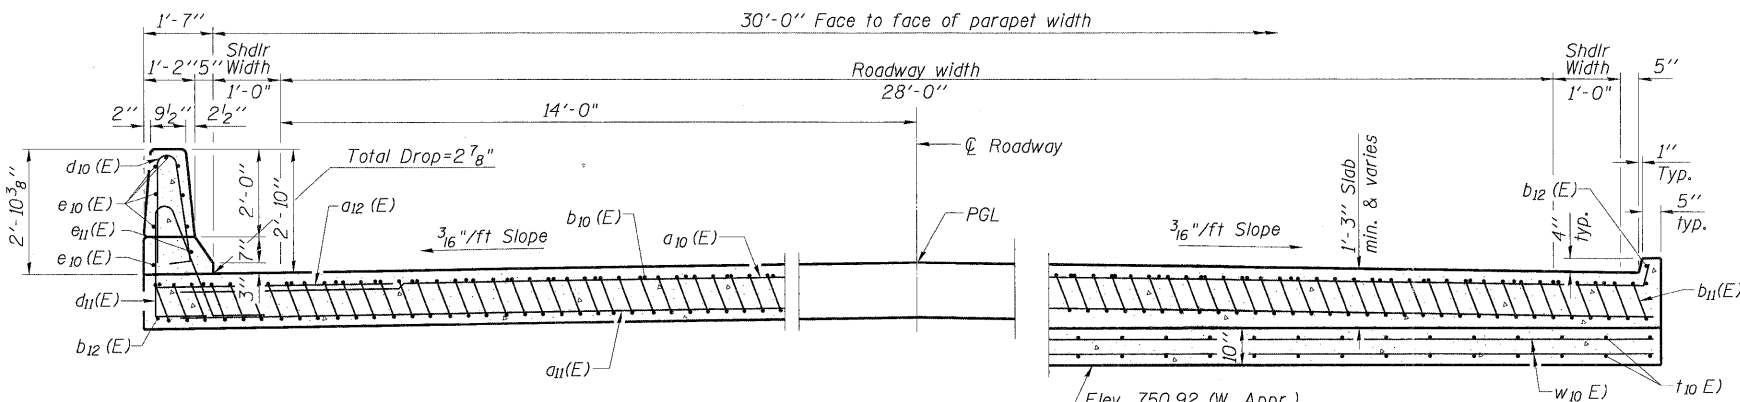 1'-7"
30'-0" Face to face of parapet width
Shdlr
Width
1'-2"
5"
1'-0"
Roadway width
28'-0"
Shdlr
Width
1'-0"
5"
2"
9½"
2½"
14'-0"
℄ Roadway
1'-3" Slab
min. & varies
1"
Typ.
d10 (E)
Total Drop=2⅞"
b12 (E)
2'-10⅜"
2'-0"
2'-10"
e10 (E)
a12 (E)
b10 (E)
PGL
4"
typ.
5"
typ.
e11(E)
3⁄16"/ft Slope
a10 (E)
3⁄16"/ft Slope
e10 (E)
7"
3"
d11(E)
b11(E)
b12 (E)
a11(E)
10"
w10 E)
t10 E)
Elev. 750.92 (W. Appr.)